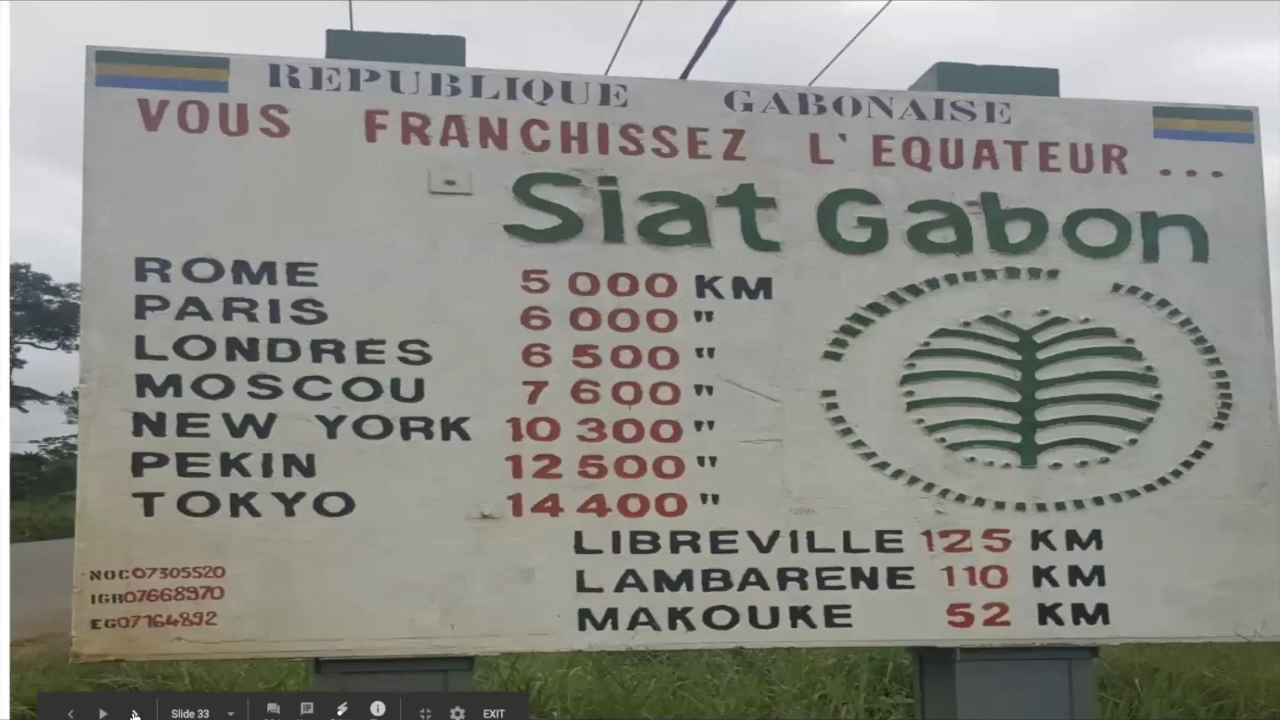 REPUBLIQUE GABONAISE
VOUS FRANCHISSEZ L'EQUATEUR ...
Siat Gabon
ROME 5 000 KM
PARIS 6 000 "
LONDRES 6 500 "
MOSCOU 7 600 "
NEW YORK 10 300 "
PEKIN 12 500 "
TOKYO 14 400 "
LIBREVILLE 125 KM
LAMBARENE 110 KM
MAKOUKE 52 KM
NOC07305520
IGR07668970
EG07164892
Slide 33
EXIT